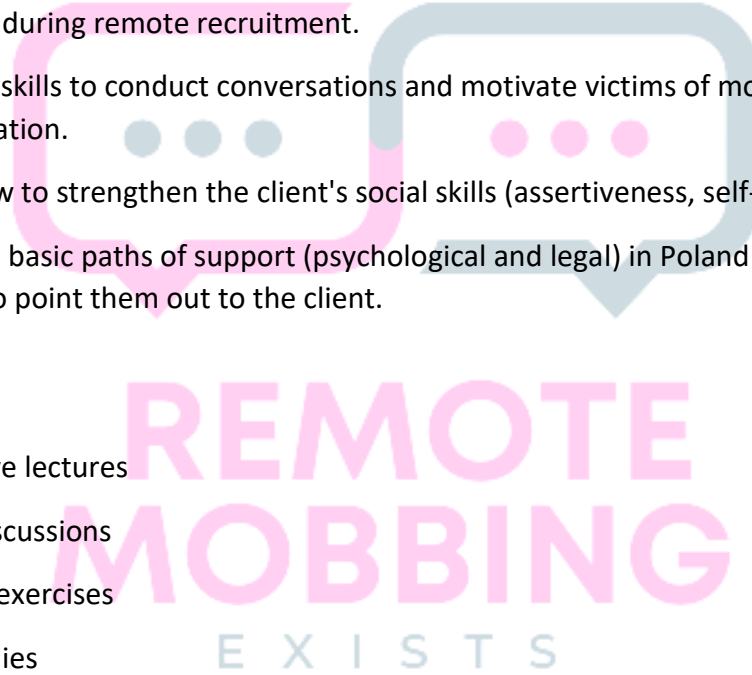 during remote recruitment.
skills to conduct conversations and motivate victims of mo
ation.
w to strengthen the client's social skills (assertiveness, self-
basic paths of support (psychological and legal) in Poland
o point them out to the client.
REMOTE
e lectures
scussions
MOBBING
exercises
EXISTS
ies